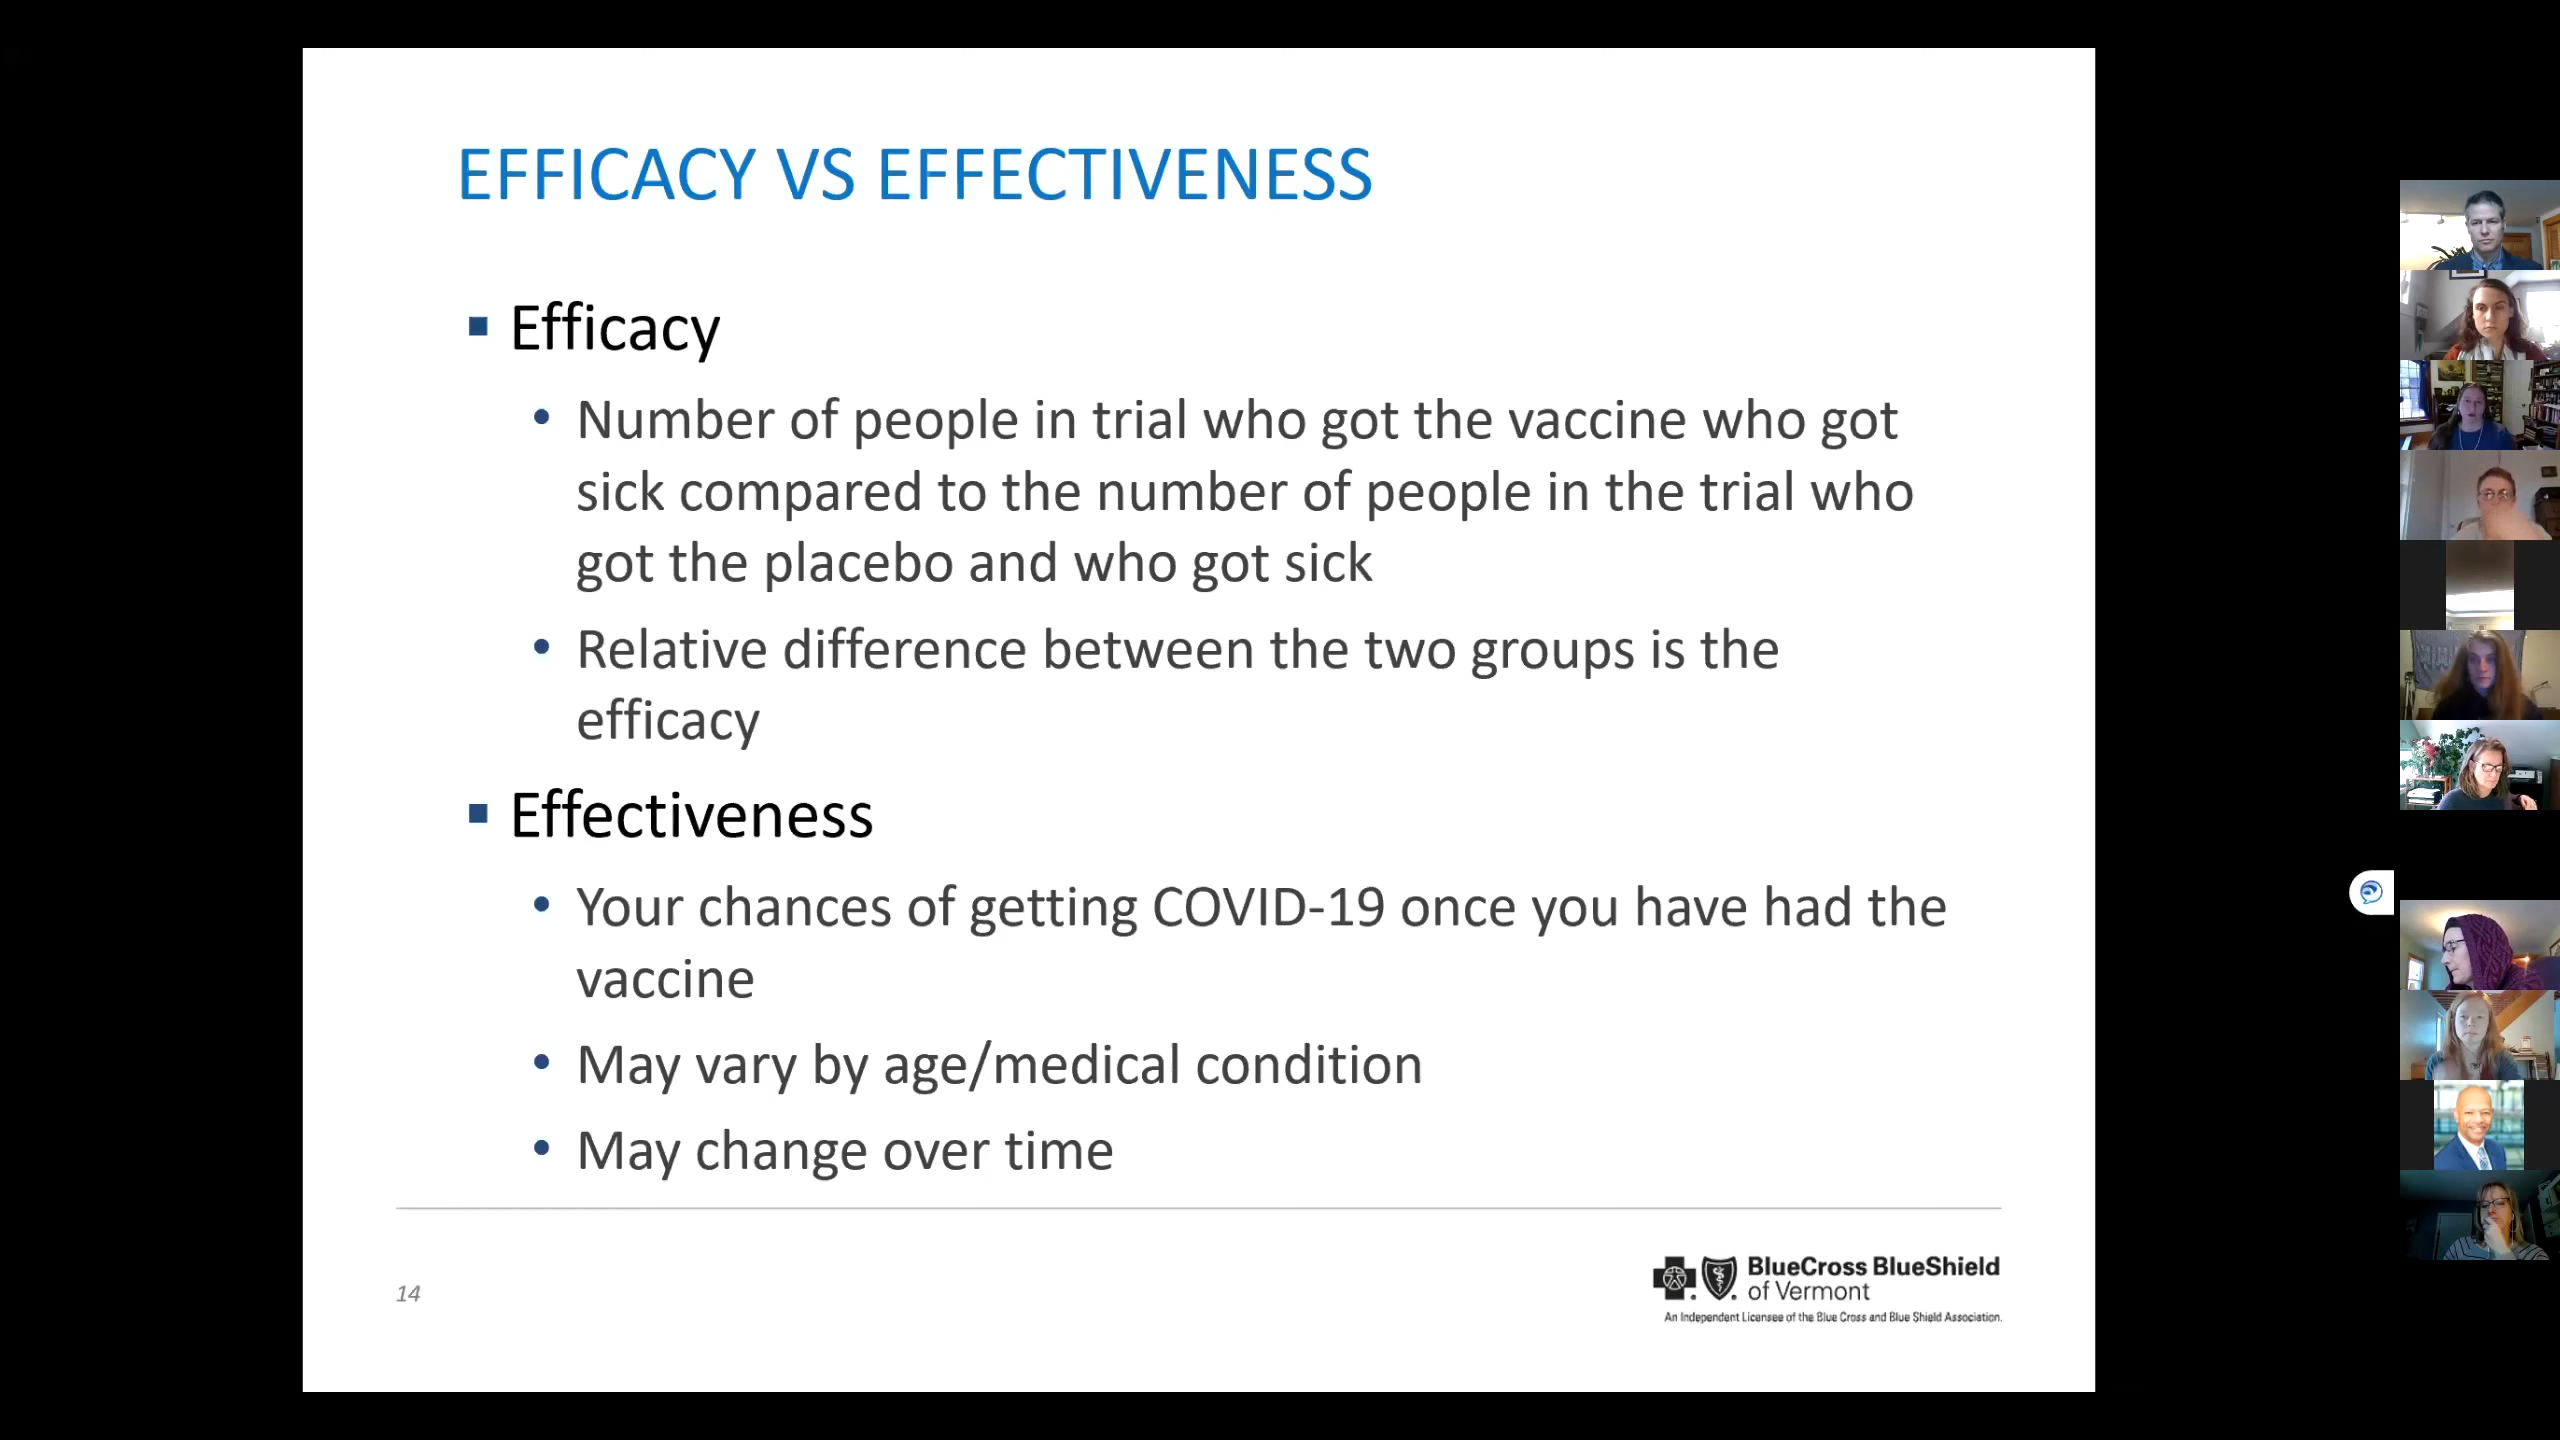 EFFICACY VS EFFECTIVENESS
▪ Efficacy
• Number of people in trial who got the vaccine who got
sick compared to the number of people in the trial who
got the placebo and who got sick
• Relative difference between the two groups is the
efficacy
▪ Effectiveness
• Your chances of getting COVID-19 once you have had the
vaccine
• May vary by age/medical condition
• May change over time
14
BlueCross BlueShield
of Vermont
An Independent Licensee of the Blue Cross and Blue Shield Association.